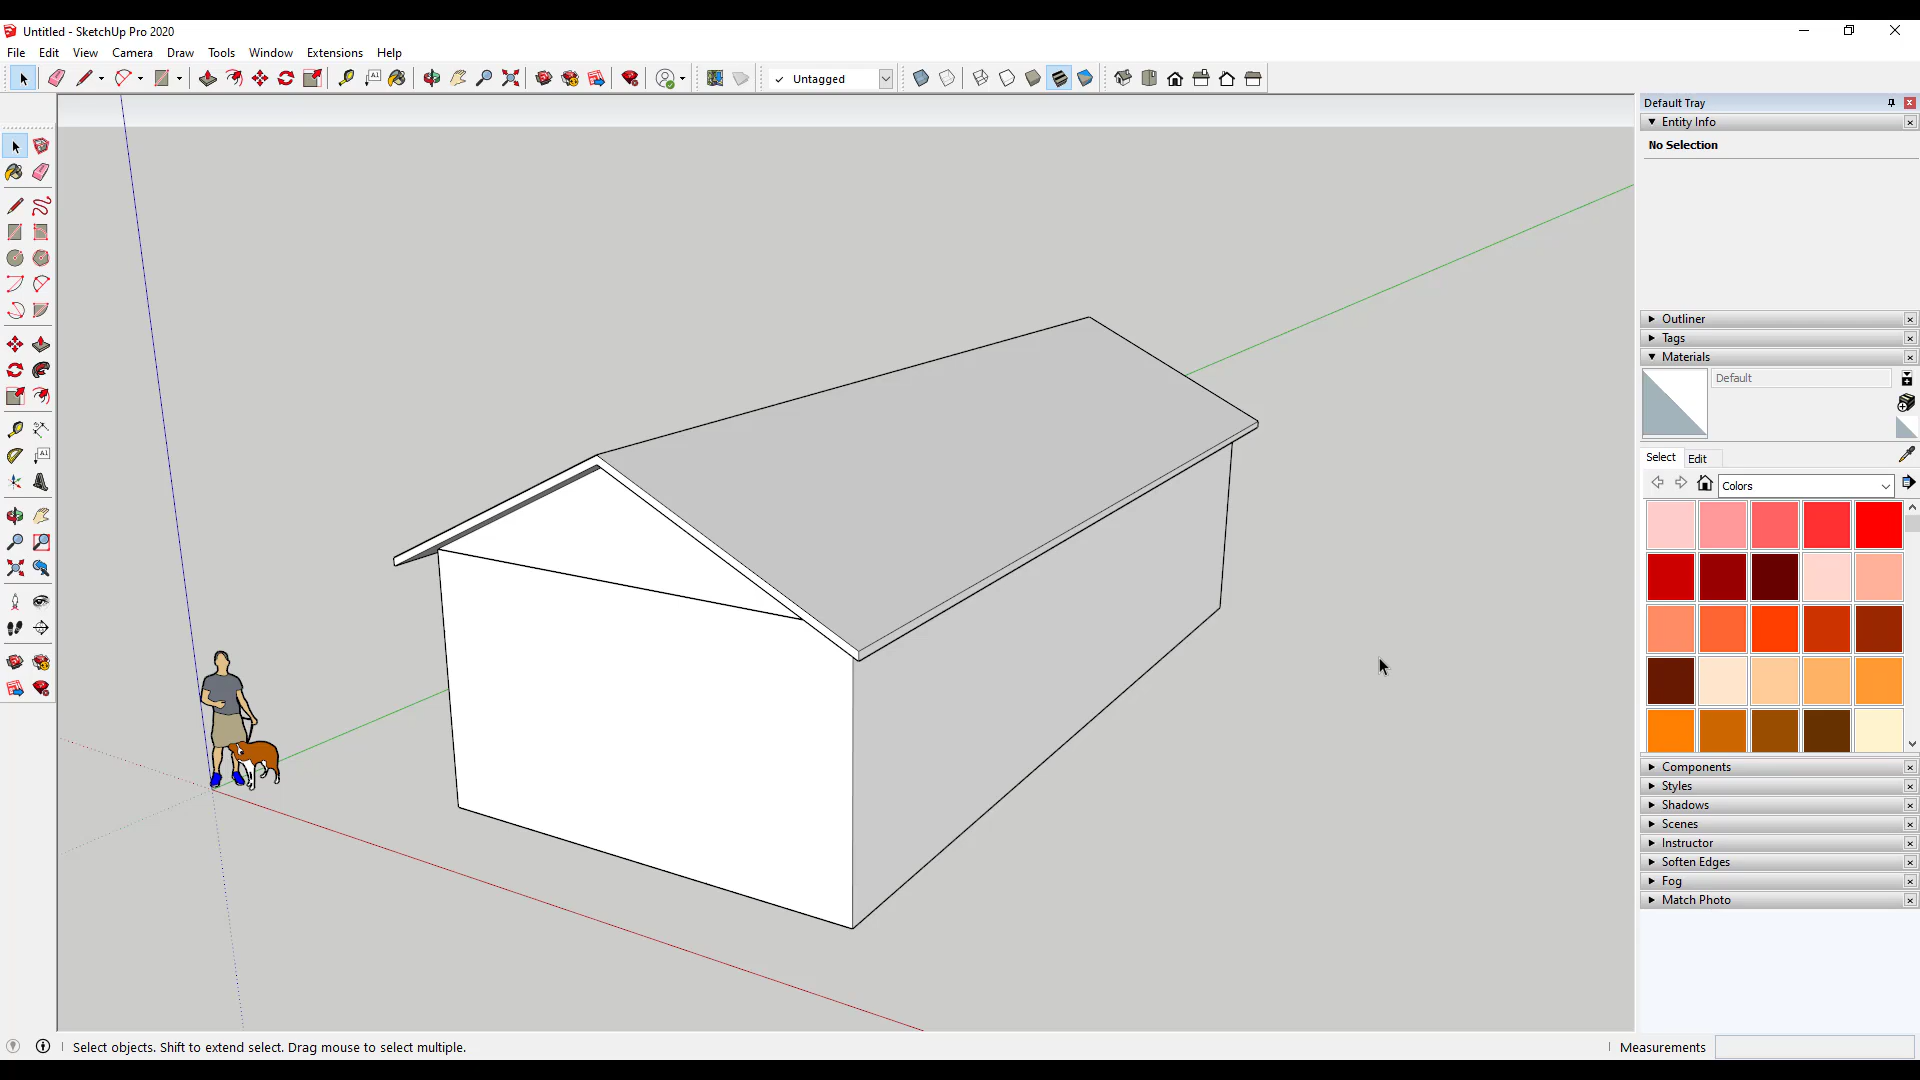 Untitled - SketchUp Pro 2020
File Edit View Camera Draw Tools Window Extensions Help
A1
Untagged
Default Tray
Entity Info
No Selection
Outliner
Tags
Materials
Default
A1
Select Edit
Colors
Components
Styles
Shadows
Scenes
Instructor
Soften Edges
Fog
Match Photo
Select objects. Shift to extend select. Drag mouse to select multiple.
Measurements